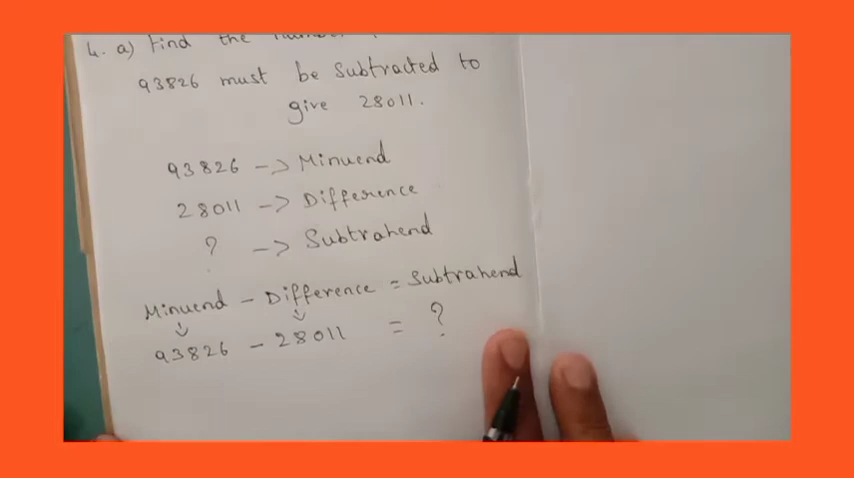 4. a) Find the
93826 must be subtracted to
give 28011.
93826 -> Minuend
28011 -> Difference
? -> Subtrahend
Minuend - Difference = Subtrahend
93826 - 28011 = ?